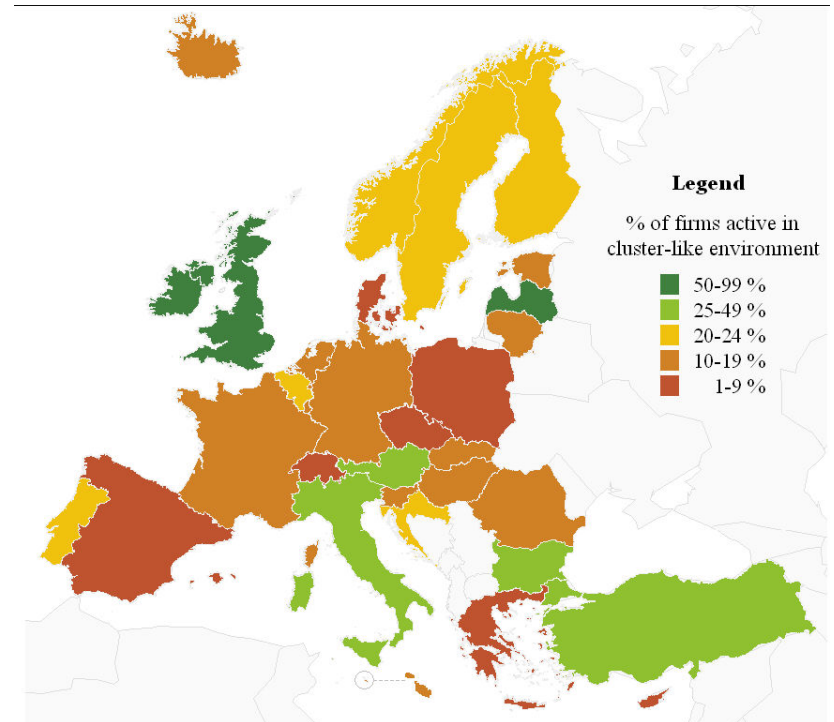 Legend
% of firms active in
cluster-like environment
50-99 %
25-49 %
20-24 %
10-19 %
1-9 %